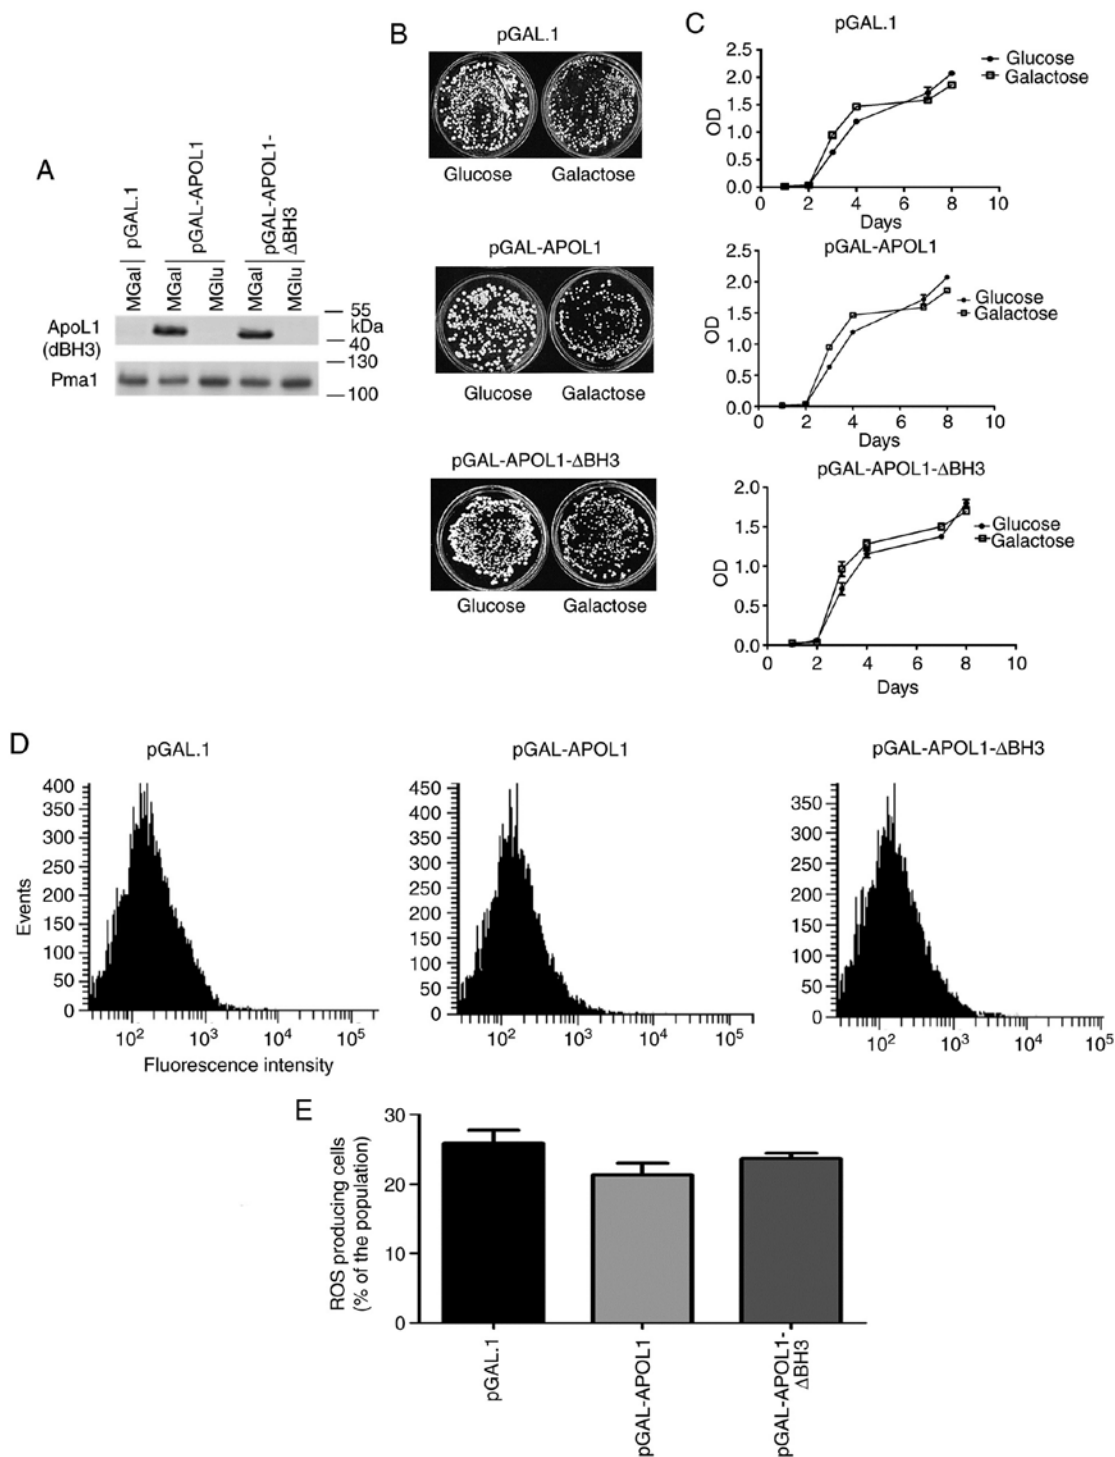 A
pGAL.1
pGAL-APOL1
pGAL-APOL1-
ΔBH3
MGal
MGal
MGlu
MGal
MGlu
ApoL1
(dBH3)
Pma1
55
kDa
40
130
100
B
pGAL.1
Glucose
Galactose
pGAL-APOL1
Glucose
Galactose
pGAL-APOL1-ΔBH3
Glucose
Galactose
C
pGAL.1
2.5
2.0
1.5
1.0
0.5
0.0
OD
0 2 4 6 8 10
Days
Glucose
Galactose
pGAL-APOL1
2.5
2.0
1.5
1.0
0.5
0.0
OD
0 2 4 6 8 10
Days
Glucose
Galactose
pGAL-APOL1-ΔBH3
2.0
1.5
1.0
0.5
0.0
OD
0 2 4 6 8 10
Days
Glucose
Galactose
D
pGAL.1
400
350
300
250
200
150
100
50
0
Events
10² 10³ 10⁴ 10⁵
Fluorescence intensity
pGAL-APOL1
450
400
350
300
250
200
150
100
50
0
10² 10³ 10⁴ 10⁵
pGAL-APOL1-ΔBH3
350
300
250
200
150
100
50
0
10² 10³ 10⁴ 10⁵
E
30
20
10
0
ROS producing cells
(% of the population)
pGAL.1
pGAL-APOL1
pGAL-APOL1-
ΔBH3